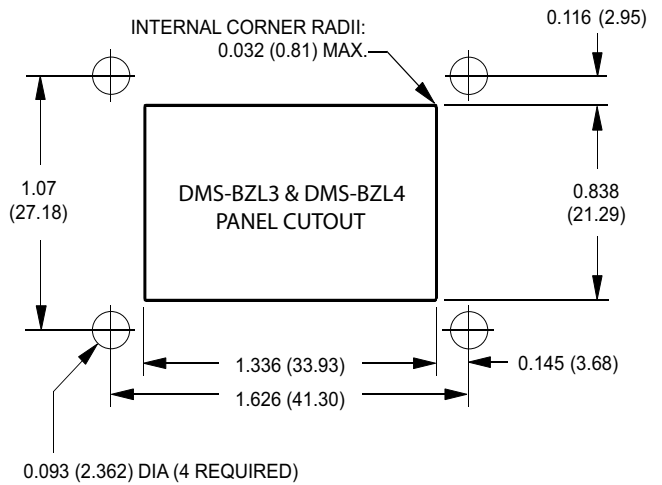 INTERNAL CORNER RADII:
0.032 (0.81) MAX.
0.116 (2.95)
1.07
(27.18)
DMS-BZL3 & DMS-BZL4
PANEL CUTOUT
0.838
(21.29)
1.336 (33.93)
0.145 (3.68)
1.626 (41.30)
0.093 (2.362) DIA (4 REQUIRED)